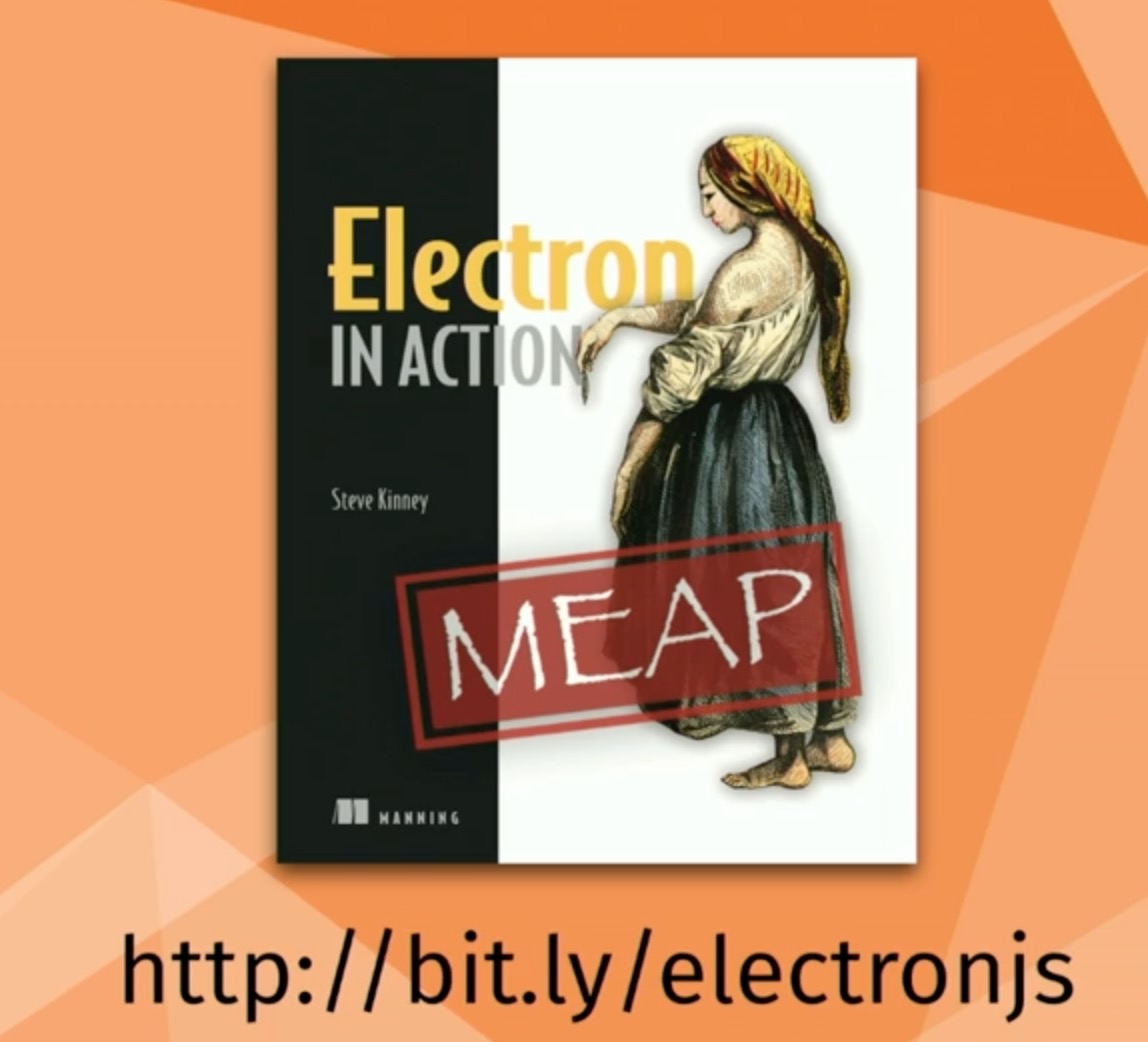 Electron
IN ACTION
Steve Kinney
MEAP
MANNING
http://bit.ly/electronjs